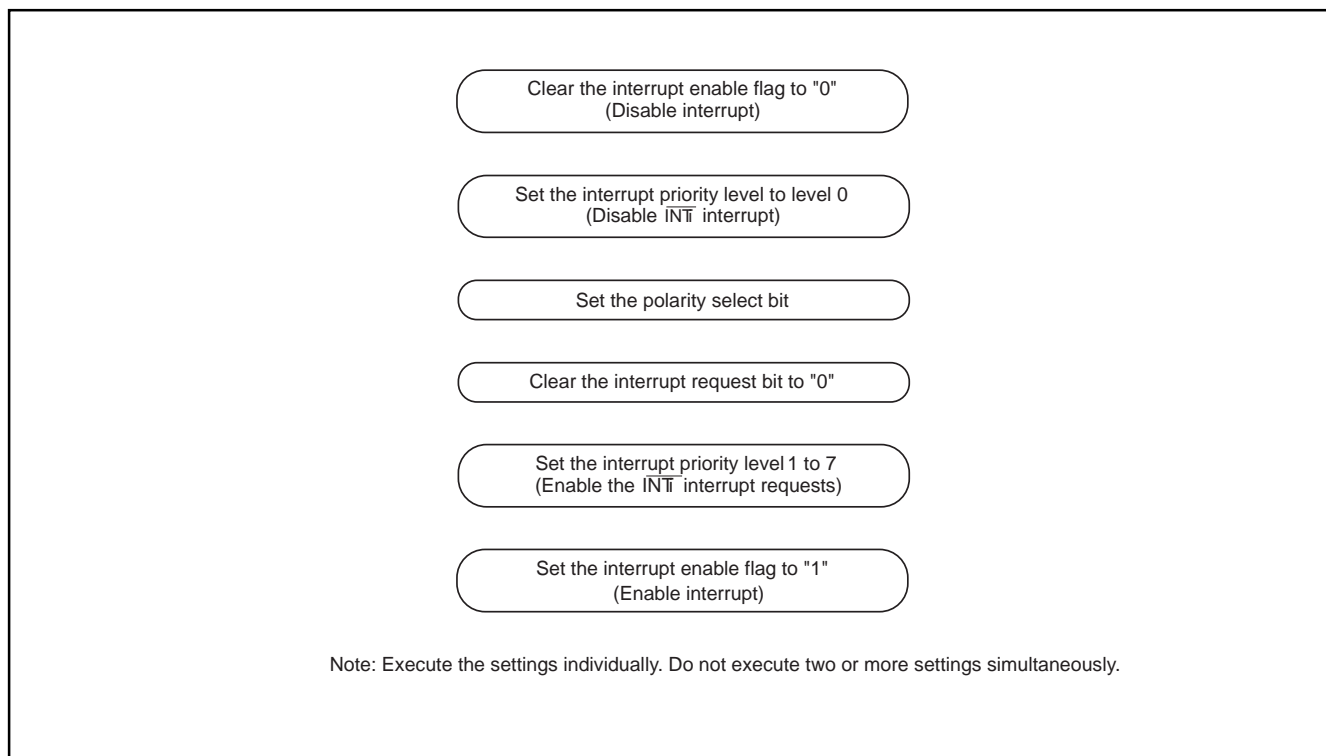 Clear the interrupt enable flag to "0"
(Disable interrupt)
Set the interrupt priority level to level 0
(Disable INTi interrupt)
Set the polarity select bit
Clear the interrupt request bit to "0"
Set the interrupt priority level 1 to 7
(Enable the INTi interrupt requests)
Set the interrupt enable flag to "1"
(Enable interrupt)
Note: Execute the settings individually. Do not execute two or more settings simultaneously.